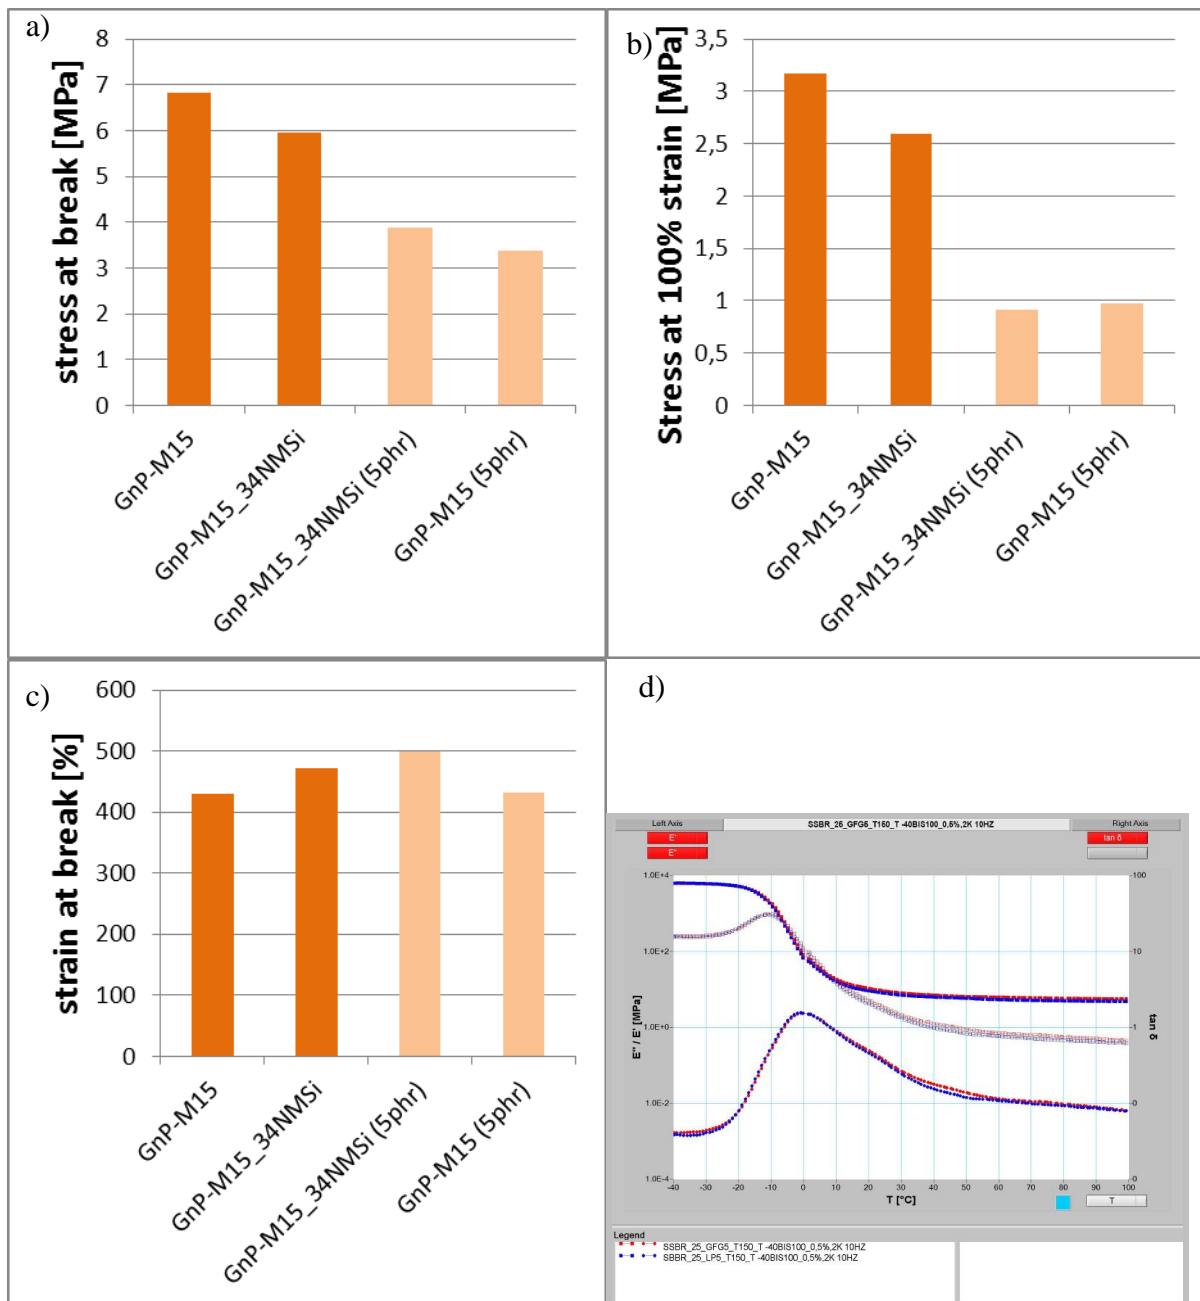 a)
stress at break [MPa]
8
7
6
5
4
3
2
1
0
GnP-M15
GnP-M15_34NMSi
GnP-M15_34NMSi (5phr)
GnP-M15 (5phr)
b)
Stress at 100% strain [MPa]
3,5
3
2,5
2
1,5
1
0,5
0
GnP-M15
GnP-M15_34NMSi
GnP-M15_34NMSi (5phr)
GnP-M15 (5phr)
c)
strain at break [%]
600
500
400
300
200
100
0
GnP-M15
GnP-M15_34NMSi
GnP-M15_34NMSi (5phr)
GnP-M15 (5phr)
d)
Left Axis
SSBR_25_GFG5_T150_T -40BIS100_0,5%,2K 10HZ
Right Axis
E'
E''
tan δ
1.0E+4
1.0E+2
1.0E+0
1.0E-2
1.0E-4
E'' / E' [MPa]
100
10
1
0
0
tan δ
-40 -30 -20 -10 0 10 20 30 40 50 60 70 80 90 100
T [°C]
T
Legend
SSBR_25_GFG5_T150_T -40BIS100_0,5%,2K 10HZ
SBBR_25_LP5_T150_T -40BIS100_0,5%,2K 10HZ